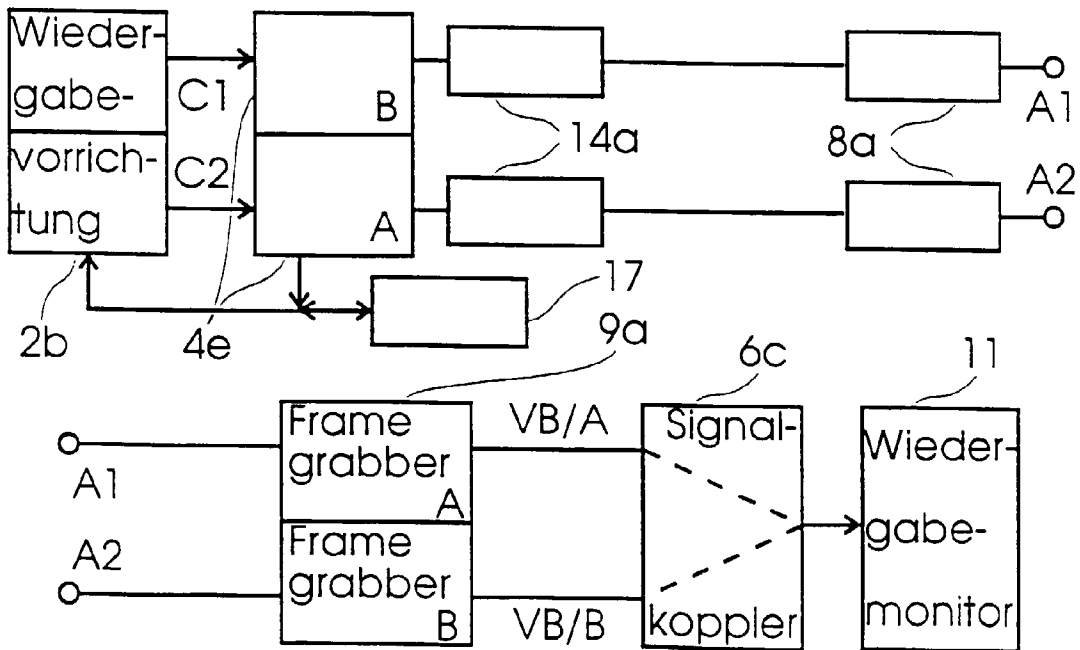 Wieder-
gabe-
vorrich-
tung
C1
C2
B
A
14a
8a
A1
A2
2b
4e
17
9a
6c
11
A1
A2
Frame
grabber
A
Frame
grabber
B
VB/A
VB/B
Signal-
koppler
Wieder-
gabe-
monitor